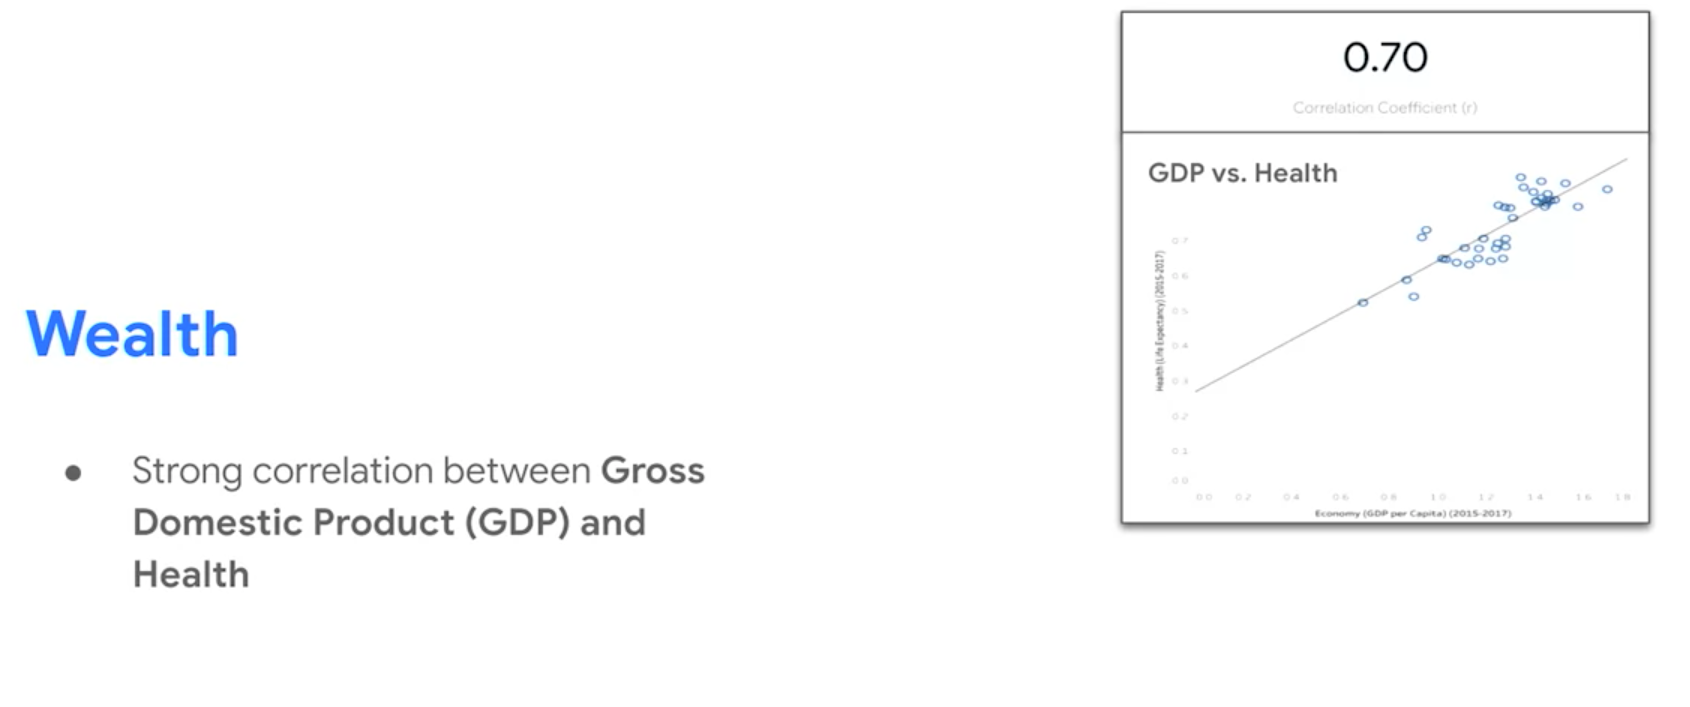 Wealth
● Strong correlation between Gross
Domestic Product (GDP) and
Health
0.70
Correlation Coefficient (r)
GDP vs. Health
Health (Life Expectancy) (2015-2017)
0.7
0.6
0.5
0.4
0.3
0.2
0.1
0.0
0.0 0.2 0.4 0.6 0.8 1.0 1.2 1.4 1.6 1.8
Economy (GDP per Capita) (2015-2017)